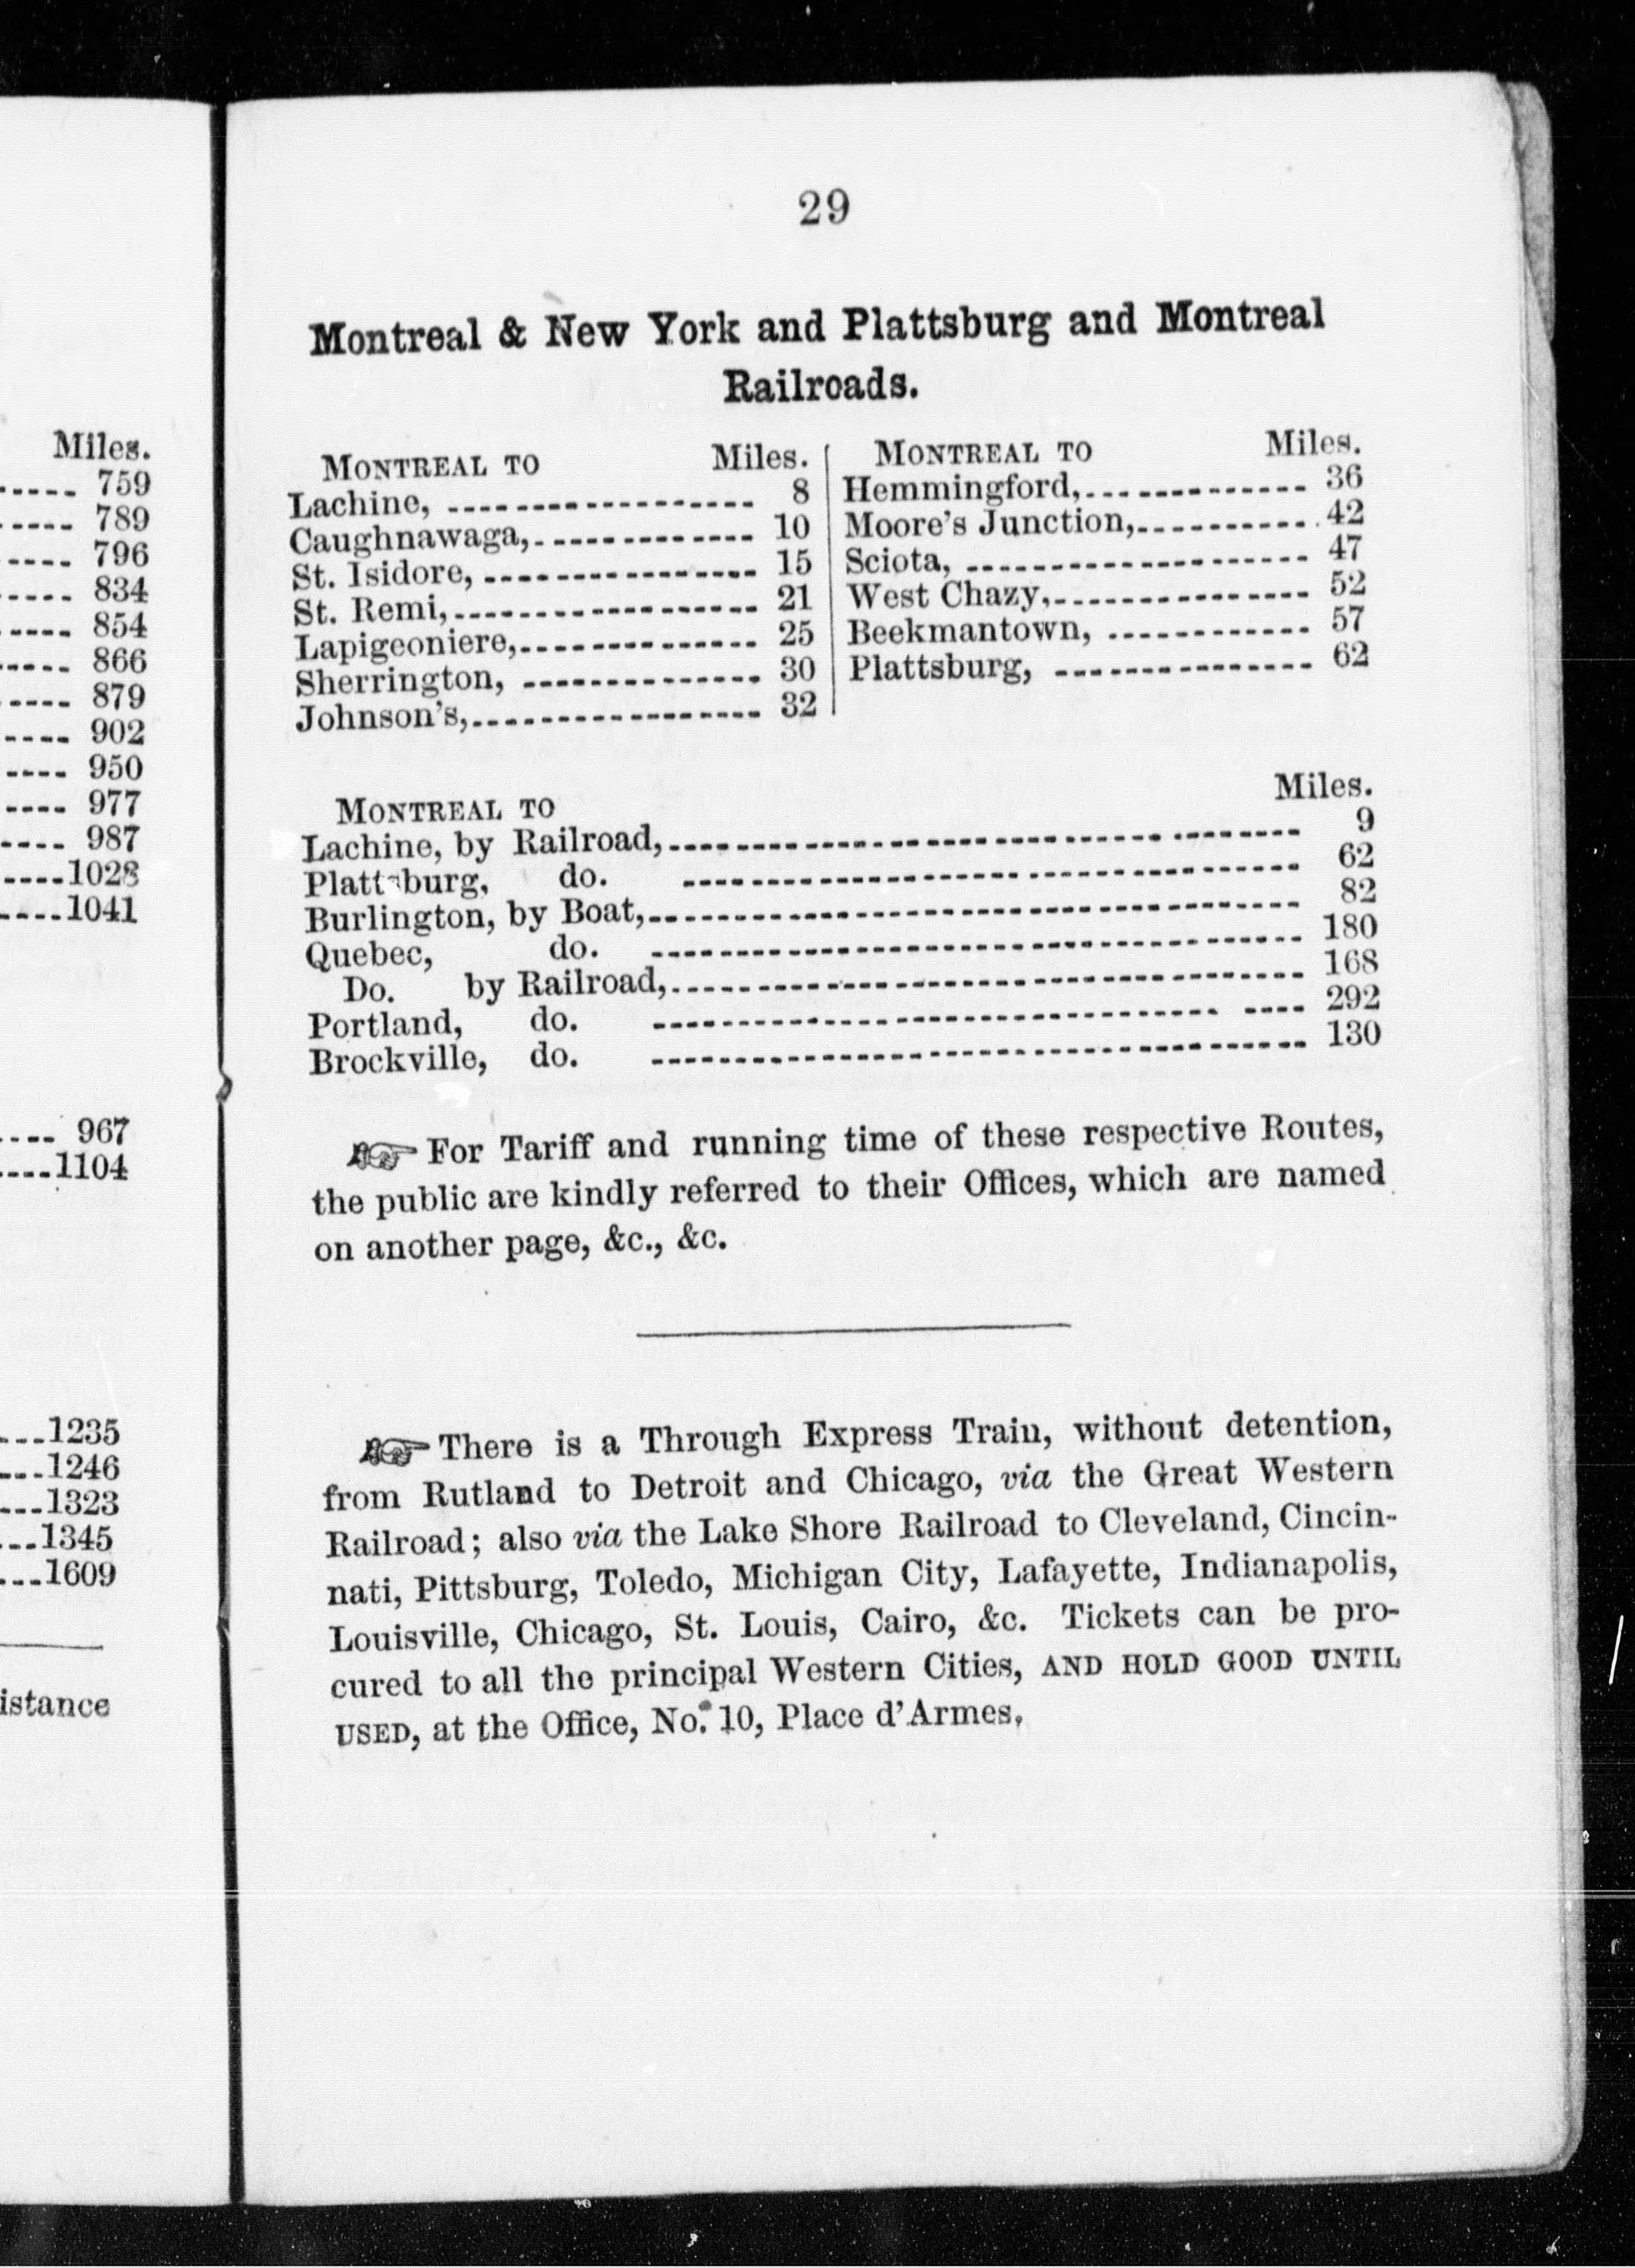 Miles.
----- 759
----- 789
---- 796
----- 834
---- 854
----- 866
---- 879
---- 902
---- 950
---- 977
---- 987
----1028
----1041
---- 967
---1104
---1235
---1246
---1323
---1345
---1609
istance
29
Montreal & New York and Plattsburg and Montreal
Railroads.
MONTREAL TO Miles.
Lachine, ------------------ 8
Caughnawaga,------------- 10
St. Isidore, ---------------- 15
St. Remi,------------------ 21
Lapigeoniere,-------------- 25
Sherrington, -------------- 30
Johnson's,----------------- 32
MONTREAL TO Miles.
Hemmingford,------------- 36
Moore's Junction,---------- 42
Sciota, -------------------- 47
West Chazy,--------------- 52
Beekmantown, ------------ 57
Plattsburg, --------------- 62
MONTREAL TO Miles.
Lachine, by Railroad,------------------------------------- 9
Plattsburg, do. ------------------------------------ 62
Burlington, by Boat,-------------------------------------- 82
Quebec, do. -------------------------------------- 180
Do. by Railroad,------------------------------------- 168
Portland, do. -------------------------------------- 292
Brockville, do. -------------------------------------- 130
☞ For Tariff and running time of these respective Routes,
the public are kindly referred to their Offices, which are named
on another page, &c., &c.
☞ There is a Through Express Train, without detention,
from Rutland to Detroit and Chicago, via the Great Western
Railroad; also via the Lake Shore Railroad to Cleveland, Cincin-
nati, Pittsburg, Toledo, Michigan City, Lafayette, Indianapolis,
Louisville, Chicago, St. Louis, Cairo, &c. Tickets can be pro-
cured to all the principal Western Cities, AND HOLD GOOD UNTIL
USED, at the Office, No. 10, Place d'Armes,